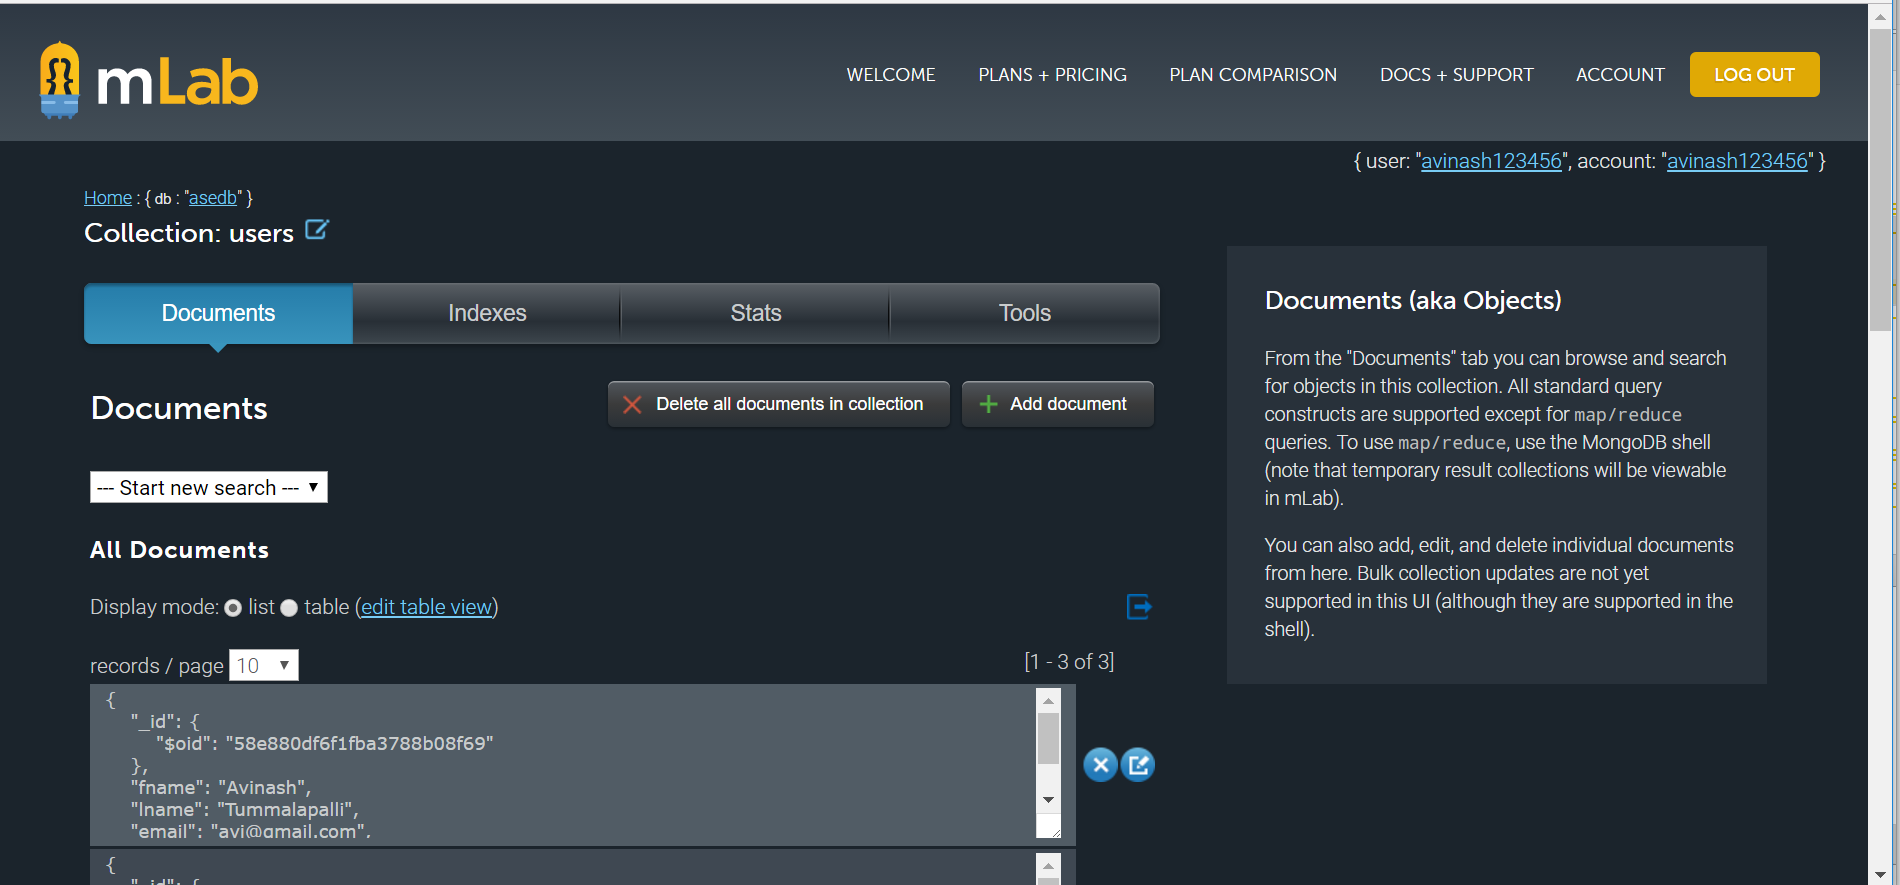 mLab
WELCOME
PLANS + PRICING
PLAN COMPARISON
DOCS + SUPPORT
ACCOUNT
LOG OUT
{ user: "avinash123456", account: "avinash123456" }
Home : { db : "asedb" }
Collection: users
Documents
Indexes
Stats
Tools
Documents
Delete all documents in collection
Add document
--- Start new search ---
All Documents
Display mode: list table (edit table view)
records / page 10
[1 - 3 of 3]
{
"_id": {
"$oid": "58e880df6f1fba3788b08f69"
},
"fname": "Avinash",
"lname": "Tummalapalli",
"email": "avi@gmail.com",
{
"_id": {
Documents (aka Objects)
From the "Documents" tab you can browse and search
for objects in this collection. All standard query
constructs are supported except for map/reduce
queries. To use map/reduce, use the MongoDB shell
(note that temporary result collections will be viewable
in mLab).
You can also add, edit, and delete individual documents
from here. Bulk collection updates are not yet
supported in this UI (although they are supported in the
shell).